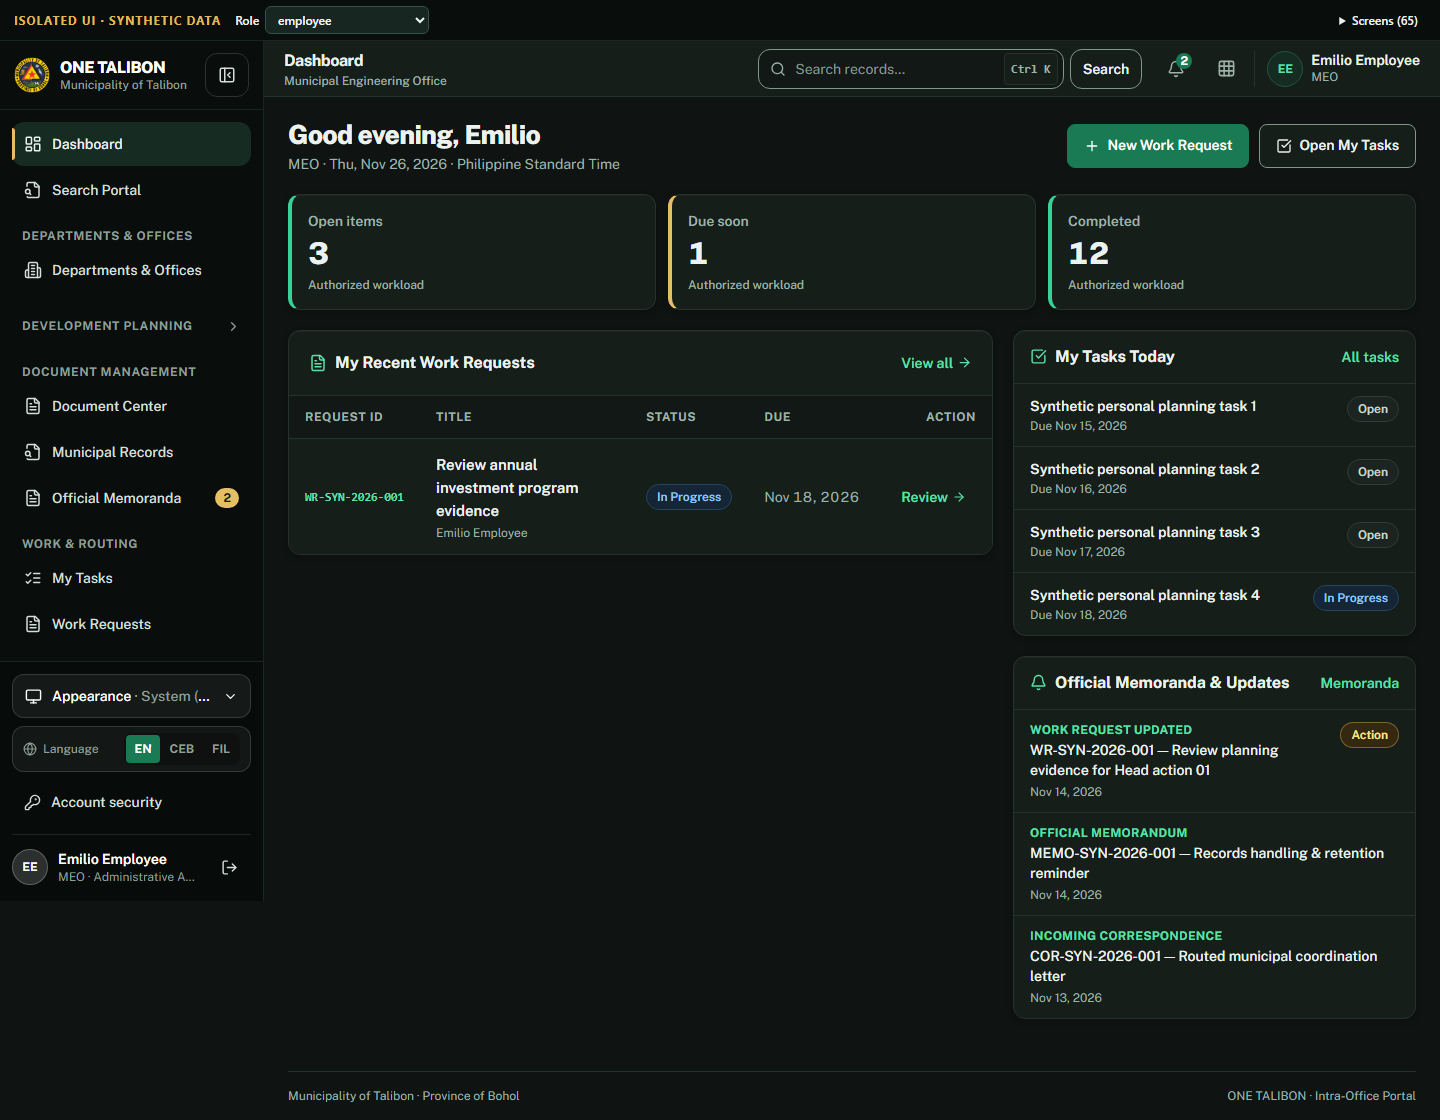 ISOLATED UI · SYNTHETIC DATA
Role
employee
Screens (65)
ONE TALIBON
Municipality of Talibon
Dashboard
Search Portal
DEPARTMENTS & OFFICES
Departments & Offices
DEVELOPMENT PLANNING
DOCUMENT MANAGEMENT
Document Center
Municipal Records
Official Memoranda
2
WORK & ROUTING
My Tasks
Work Requests
Appearance · System (...
Language
EN
CEB
FIL
Account security
EE
Emilio Employee
MEO · Administrative A...
Dashboard
Municipal Engineering Office
Search records...
Ctrl K
Search
2
EE
Emilio Employee
MEO
Good evening, Emilio
MEO · Thu, Nov 26, 2026 · Philippine Standard Time
New Work Request
Open My Tasks
Open items
3
Authorized workload
Due soon
1
Authorized workload
Completed
12
Authorized workload
My Recent Work Requests
View all
REQUEST ID
TITLE
STATUS
DUE
ACTION
WR-SYN-2026-001
Review annual
investment program
evidence
Emilio Employee
In Progress
Nov 18, 2026
Review
My Tasks Today
All tasks
Synthetic personal planning task 1
Due Nov 15, 2026
Open
Synthetic personal planning task 2
Due Nov 16, 2026
Open
Synthetic personal planning task 3
Due Nov 17, 2026
Open
Synthetic personal planning task 4
Due Nov 18, 2026
In Progress
Official Memoranda & Updates
Memoranda
WORK REQUEST UPDATED
WR-SYN-2026-001 — Review planning
evidence for Head action 01
Nov 14, 2026
Action
OFFICIAL MEMORANDUM
MEMO-SYN-2026-001 — Records handling & retention
reminder
Nov 14, 2026
INCOMING CORRESPONDENCE
COR-SYN-2026-001 — Routed municipal coordination
letter
Nov 13, 2026
Municipality of Talibon · Province of Bohol
ONE TALIBON · Intra-Office Portal